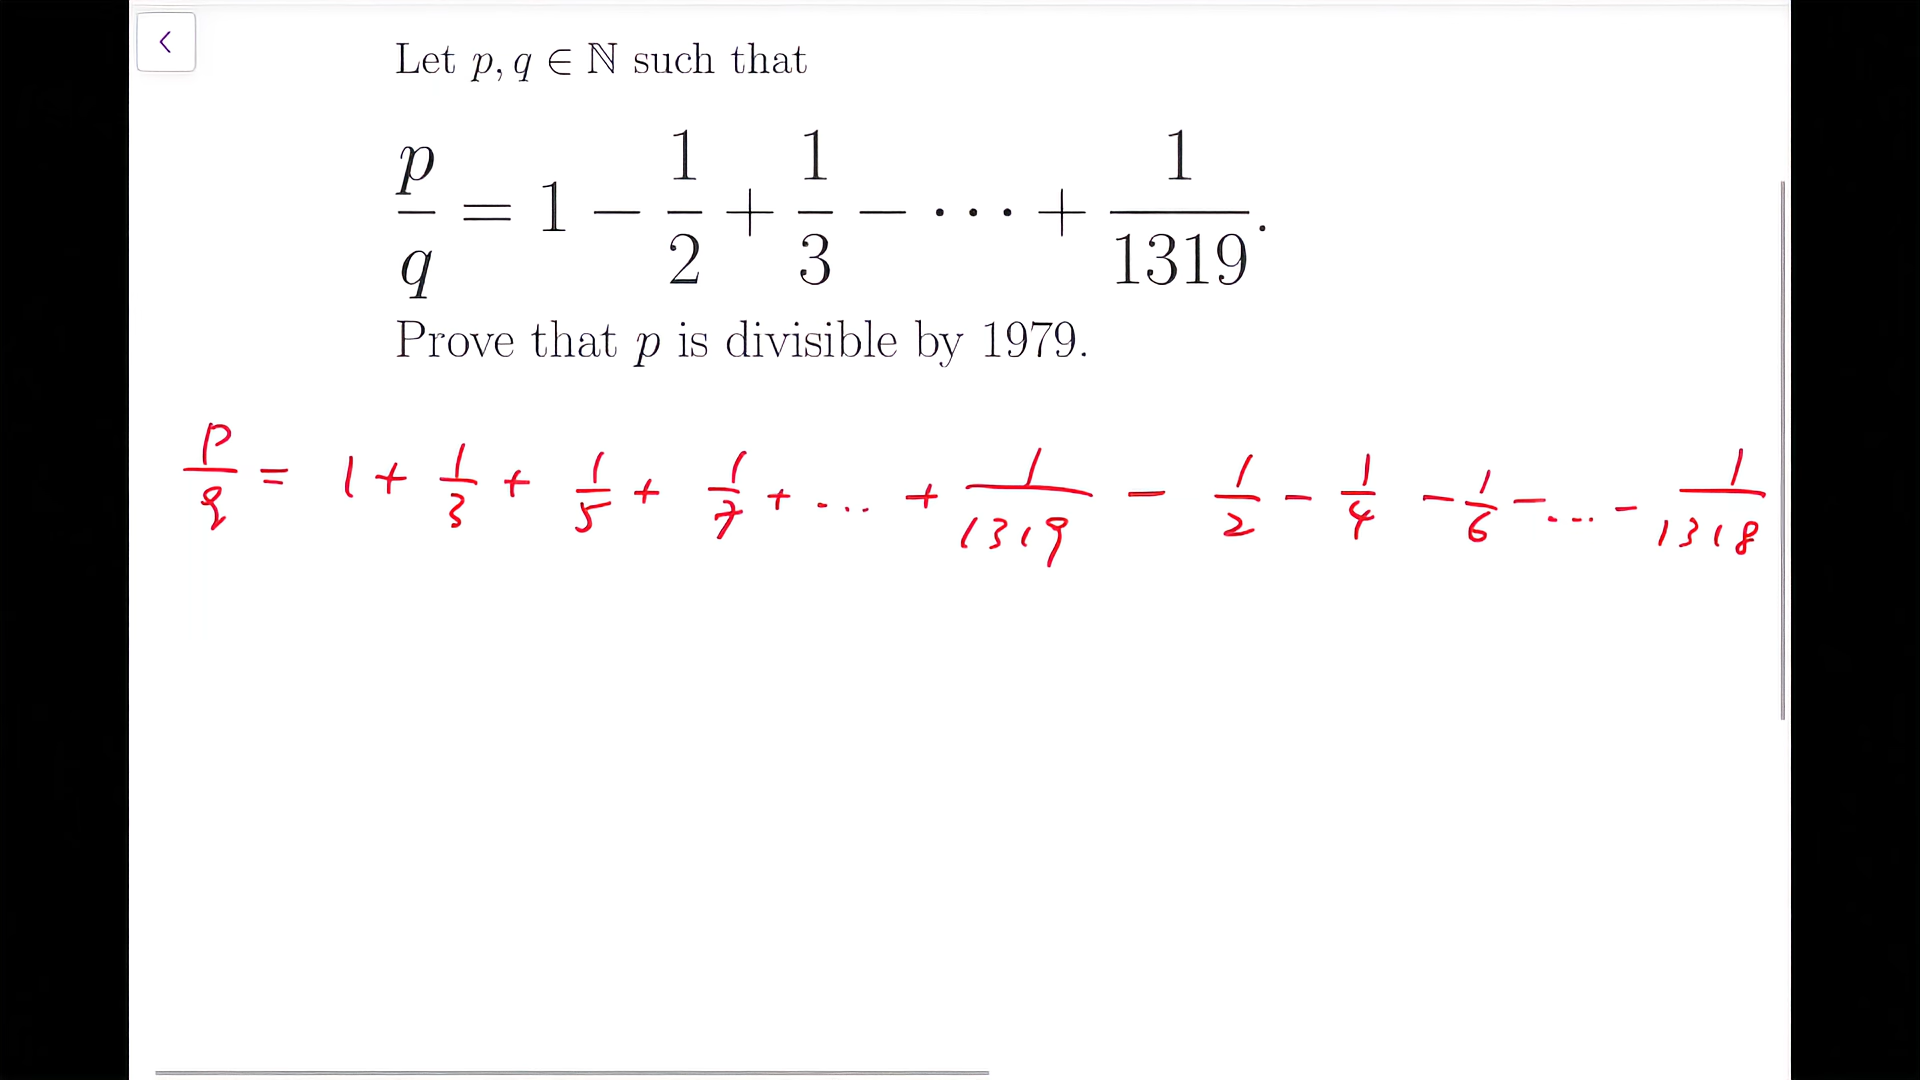 Let p, q ∈ ℕ such that
p/q = 1 − 1/2 + 1/3 − ⋯ + 1/1319.
Prove that p is divisible by 1979.
p/q = 1 + 1/3 + 1/5 + 1/7 + ... + 1/1319 − 1/2 − 1/4 − 1/6 − ... − 1/1318